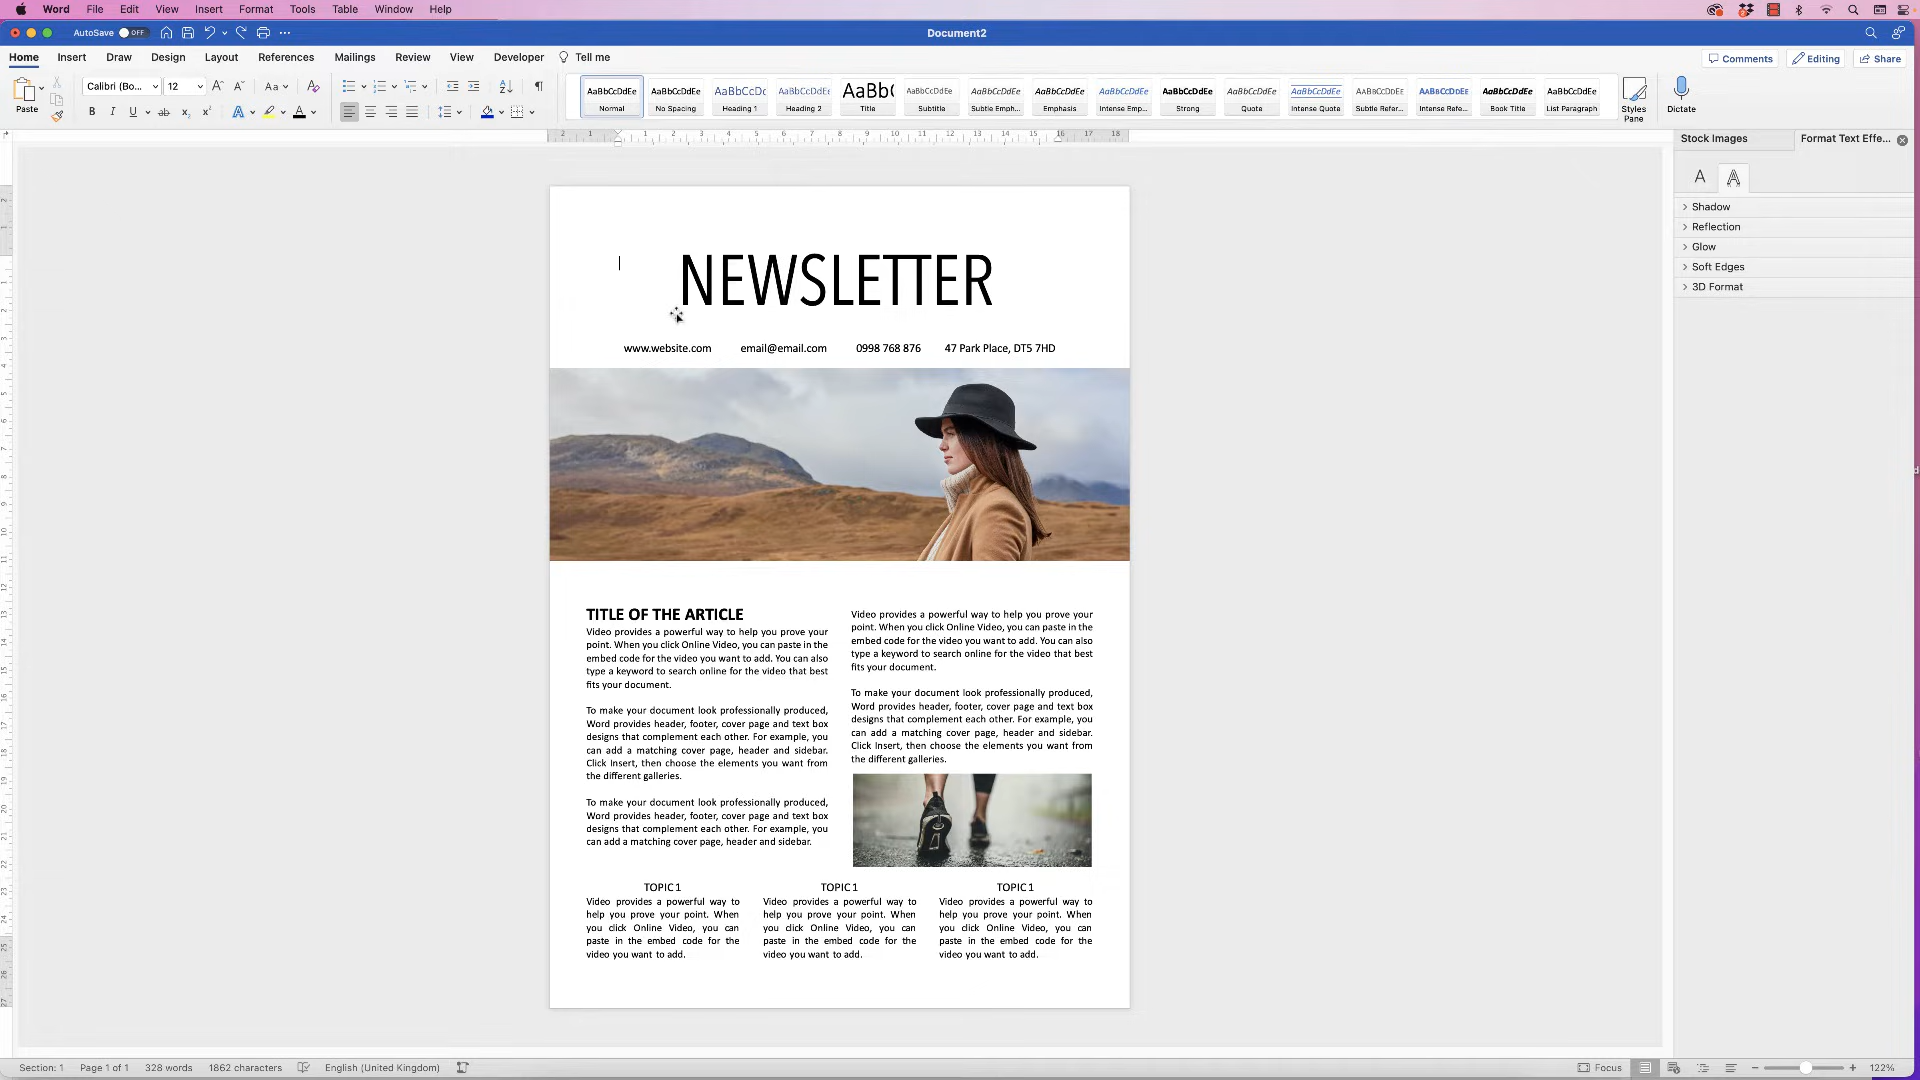 Word File Edit View Insert Format Tools Table Window Help
AutoSave OFF
Document2
Home Insert Draw Design Layout References Mailings Review View Developer Tell me
Comments Editing Share
Paste
Calibri (Bo... 12
AaBbCcDdEe AaBbCcDdEe AaBbCcDc AaBbCcDdEe AaBb( AaBbCcDdEe AaBbCcDdEe AaBbCcDdEe AaBbCcDdEe AaBbCcDdEe AaBbCcDdEe AaBbCcDdEe AaBbCcDdEe AaBbCcDdEe AaBbCcDdEe AaBbCcDdEe
Normal No Spacing Heading 1 Heading 2 Title Subtitle Subtle Emph... Emphasis Intense Emp... Strong Quote Intense Quote Subtle Refer... Intense Refe... Book Title List Paragraph
Styles Pane
Dictate
Stock Images Format Text Effe...
Shadow
Reflection
Glow
Soft Edges
3D Format
NEWSLETTER
www.website.com email@email.com 0998 768 876 47 Park Place, DT5 7HD
TITLE OF THE ARTICLE
Video provides a powerful way to help you prove your
point. When you click Online Video, you can paste in the
embed code for the video you want to add. You can also
type a keyword to search online for the video that best
fits your document.
To make your document look professionally produced,
Word provides header, footer, cover page and text box
designs that complement each other. For example, you
can add a matching cover page, header and sidebar.
Click Insert, then choose the elements you want from
the different galleries.
To make your document look professionally produced,
Word provides header, footer, cover page and text box
designs that complement each other. For example, you
can add a matching cover page, header and sidebar.
Video provides a powerful way to help you prove your
point. When you click Online Video, you can paste in the
embed code for the video you want to add. You can also
type a keyword to search online for the video that best
fits your document.
To make your document look professionally produced,
Word provides header, footer, cover page and text box
designs that complement each other. For example, you
can add a matching cover page, header and sidebar.
Click Insert, then choose the elements you want from
the different galleries.
TOPIC 1
Video provides a powerful way to
help you prove your point. When
you click Online Video, you can
paste in the embed code for the
video you want to add.
TOPIC 1
Video provides a powerful way to
help you prove your point. When
you click Online Video, you can
paste in the embed code for the
video you want to add.
TOPIC 1
Video provides a powerful way to
help you prove your point. When
you click Online Video, you can
paste in the embed code for the
video you want to add.
Section: 1 Page 1 of 1 328 words 1862 characters English (United Kingdom) Focus 122%